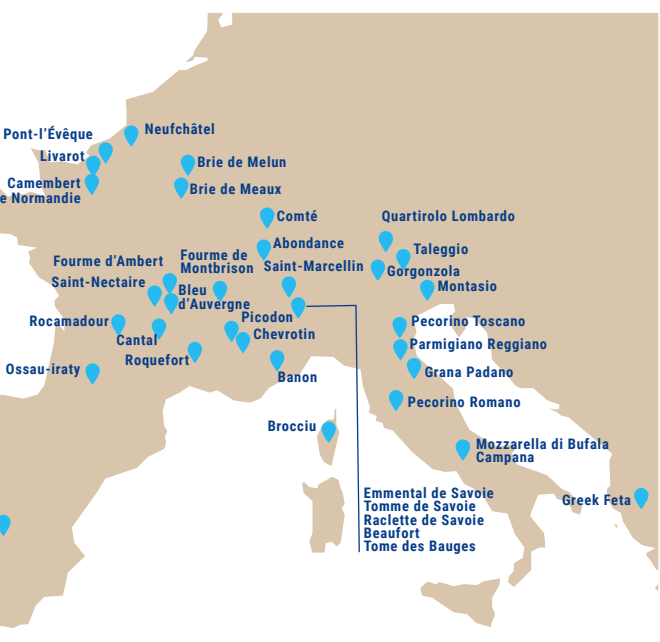 Pont-l’Évêque
Neufchâtel
Livarot
Camembert
e Normandie
Brie de Melun
Brie de Meaux
Comté
Abondance
Quartirolo Lombardo
Taleggio
Gorgonzola
Montasio
Fourme d’Ambert
Fourme de
Montbrison
Saint-Marcellin
Saint-Nectaire
Bleu
d’Auvergne
Rocamadour
Cantal
Picodon
Chevrotin
Roquefort
Banon
Ossau-iraty
Pecorino Toscano
Parmigiano Reggiano
Grana Padano
Pecorino Romano
Brocciu
Mozzarella di Bufala
Campana
Greek Feta
Emmental de Savoie
Tomme de Savoie
Raclette de Savoie
Beaufort
Tome des Bauges